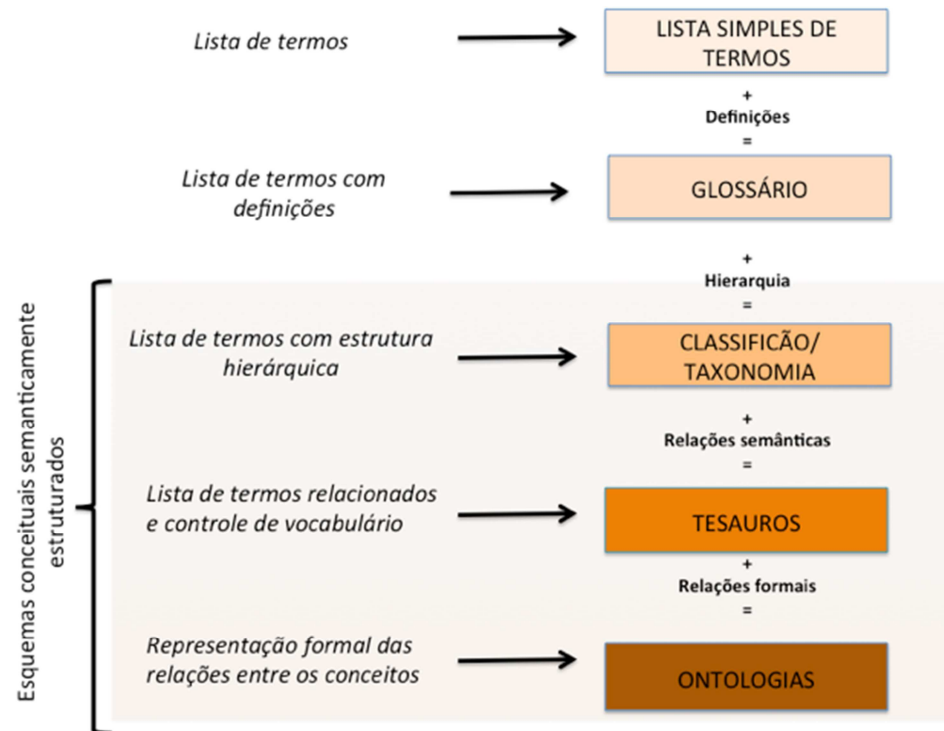 Lista de termos
LISTA SIMPLES DE
TERMOS
+
Definições
=
Lista de termos com
definições
GLOSSÁRIO
+
Hierarquia
=
Esquemas conceituais semanticamente
estruturados
Lista de termos com estrutura
hierárquica
CLASSIFICÃO/
TAXONOMIA
+
Relações semânticas
=
Lista de termos relacionados
e controle de vocabulário
TESAUROS
+
Relações formais
=
Representação formal das
relações entre os conceitos
ONTOLOGIAS